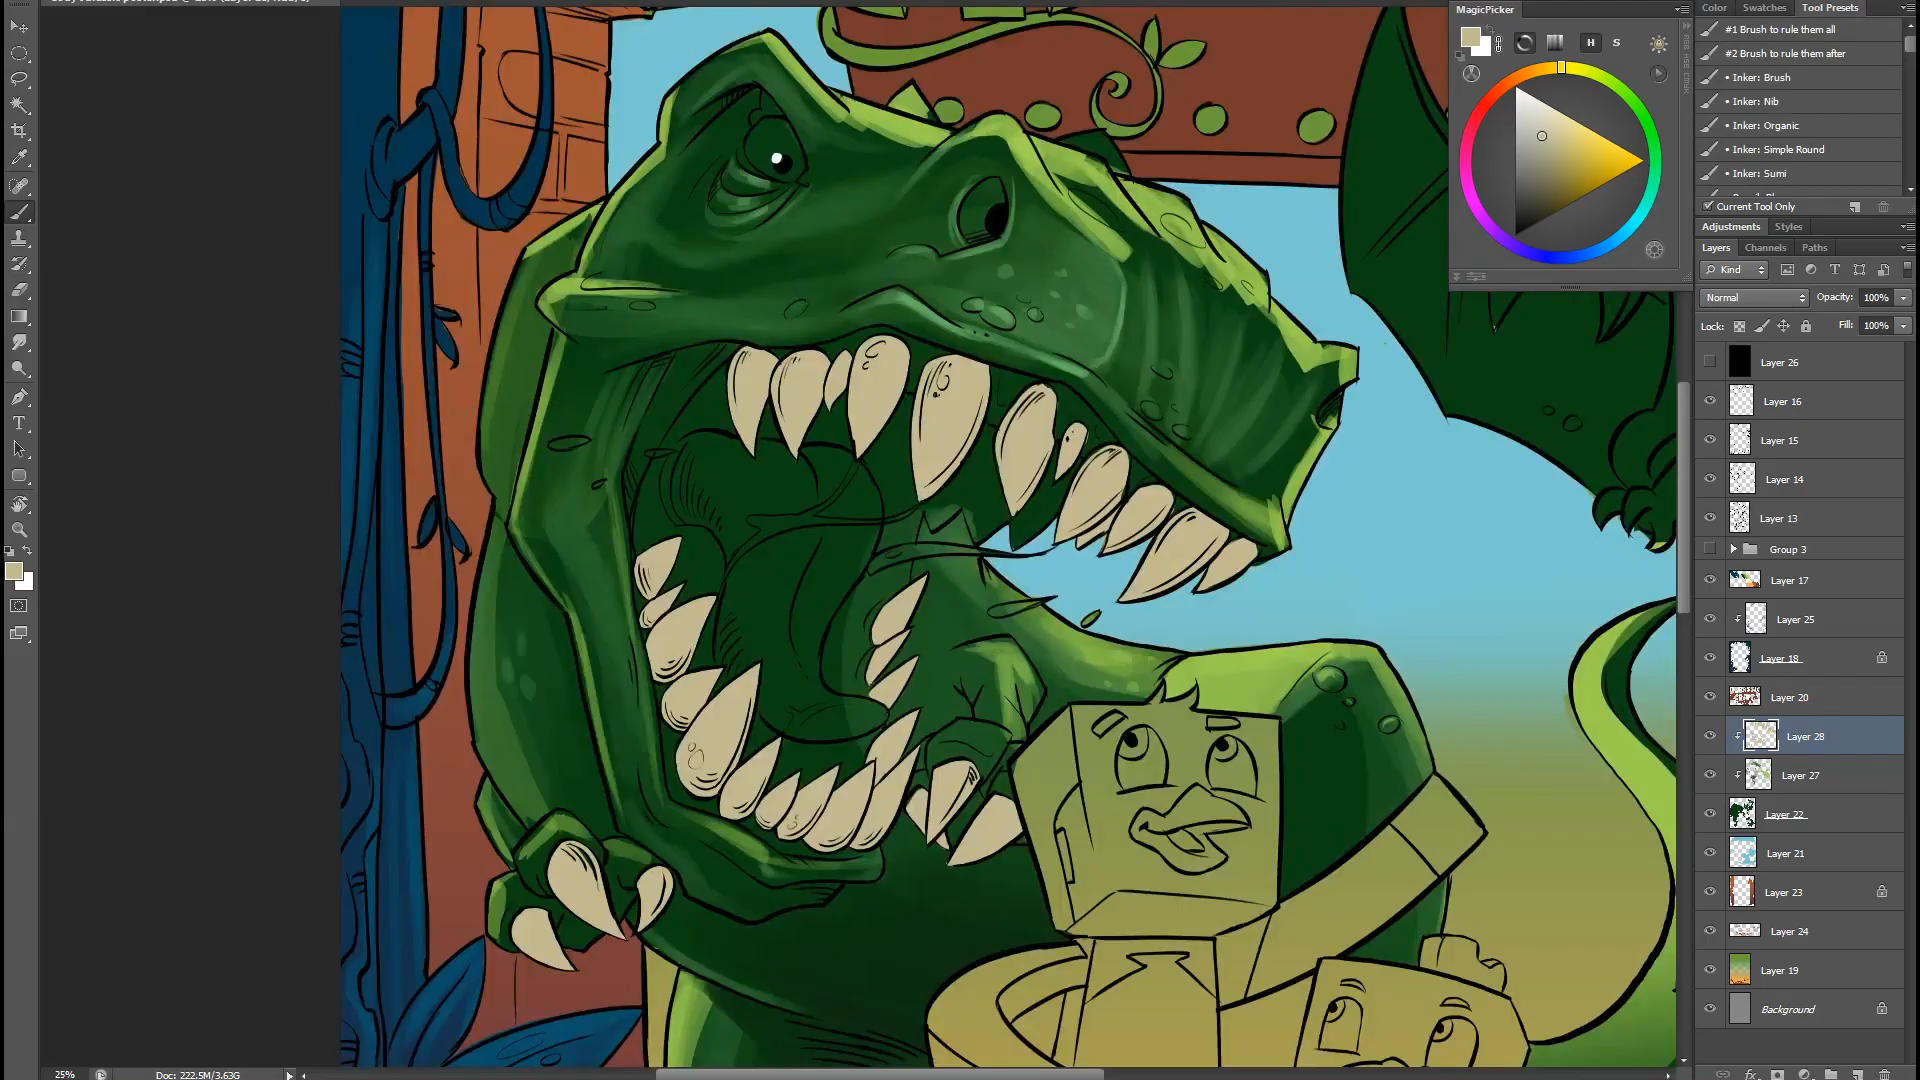 MagicPicker
Color
Swatches
Tool Presets
H
S
#1 Brush to rule them all
#2 Brush to rule them after
• Inker: Brush
• Inker: Nib
• Inker: Organic
• Inker: Simple Round
• Inker: Sumi
Current Tool Only
Adjustments
Styles
Layers
Channels
Paths
Kind
Normal
Opacity: 100%
Lock:
Fill: 100%
Layer 26
Layer 16
Layer 15
Layer 14
Layer 13
Group 3
Layer 17
Layer 25
Layer 18
Layer 20
Layer 28
Layer 27
Layer 22
Layer 21
Layer 23
Layer 24
Layer 19
Background
25%
Doc: 222.5M/3.63G